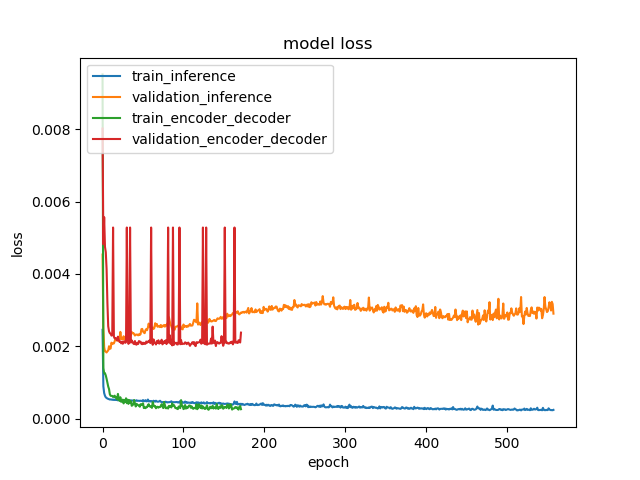 model loss
train_inference
validation_inference
train_encoder_decoder
validation_encoder_decoder
0.008
0.006
0.004
0.002
0.000
loss
0 100 200 300 400 500
epoch